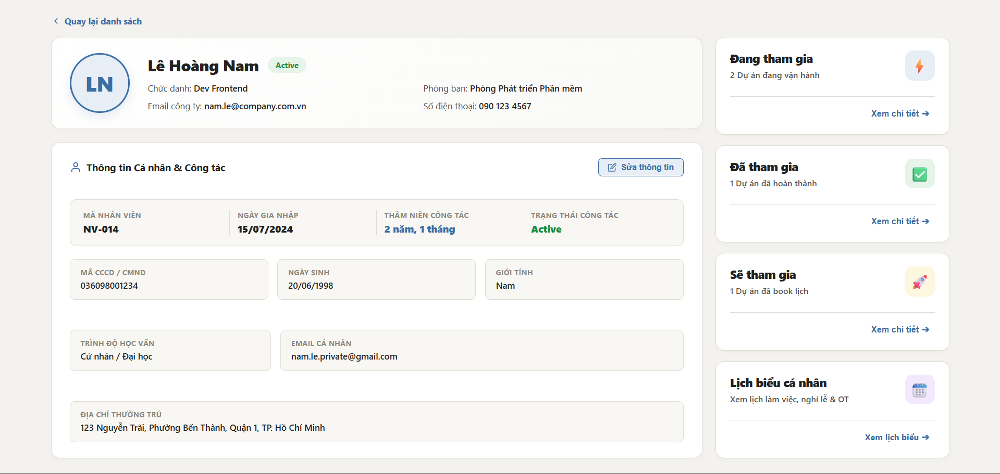 Quay lại danh sách
LN
Lê Hoàng Nam
Active
Chức danh: Dev Frontend
Phòng ban: Phòng Phát triển Phần mềm
Email công ty: nam.le@company.com.vn
Số điện thoại: 090 123 4567
Thông tin Cá nhân & Công tác
Sửa thông tin
MÃ NHÂN VIÊN
NV-014
NGÀY GIA NHẬP
15/07/2024
THÂM NIÊN CÔNG TÁC
2 năm, 1 tháng
TRẠNG THÁI CÔNG TÁC
Active
MÃ CCCD / CMND
036098001234
NGÀY SINH
20/06/1998
GIỚI TÍNH
Nam
TRÌNH ĐỘ HỌC VẤN
Cử nhân / Đại học
EMAIL CÁ NHÂN
nam.le.private@gmail.com
ĐỊA CHỈ THƯỜNG TRÚ
123 Nguyễn Trãi, Phường Bến Thành, Quận 1, TP. Hồ Chí Minh
Đang tham gia
2 Dự án đang vận hành
Xem chi tiết ➔
Đã tham gia
1 Dự án đã hoàn thành
Xem chi tiết ➔
Sẽ tham gia
1 Dự án đã book lịch
Xem chi tiết ➔
Lịch biểu cá nhân
Xem lịch làm việc, nghỉ lễ & OT
Xem lịch biểu ➔